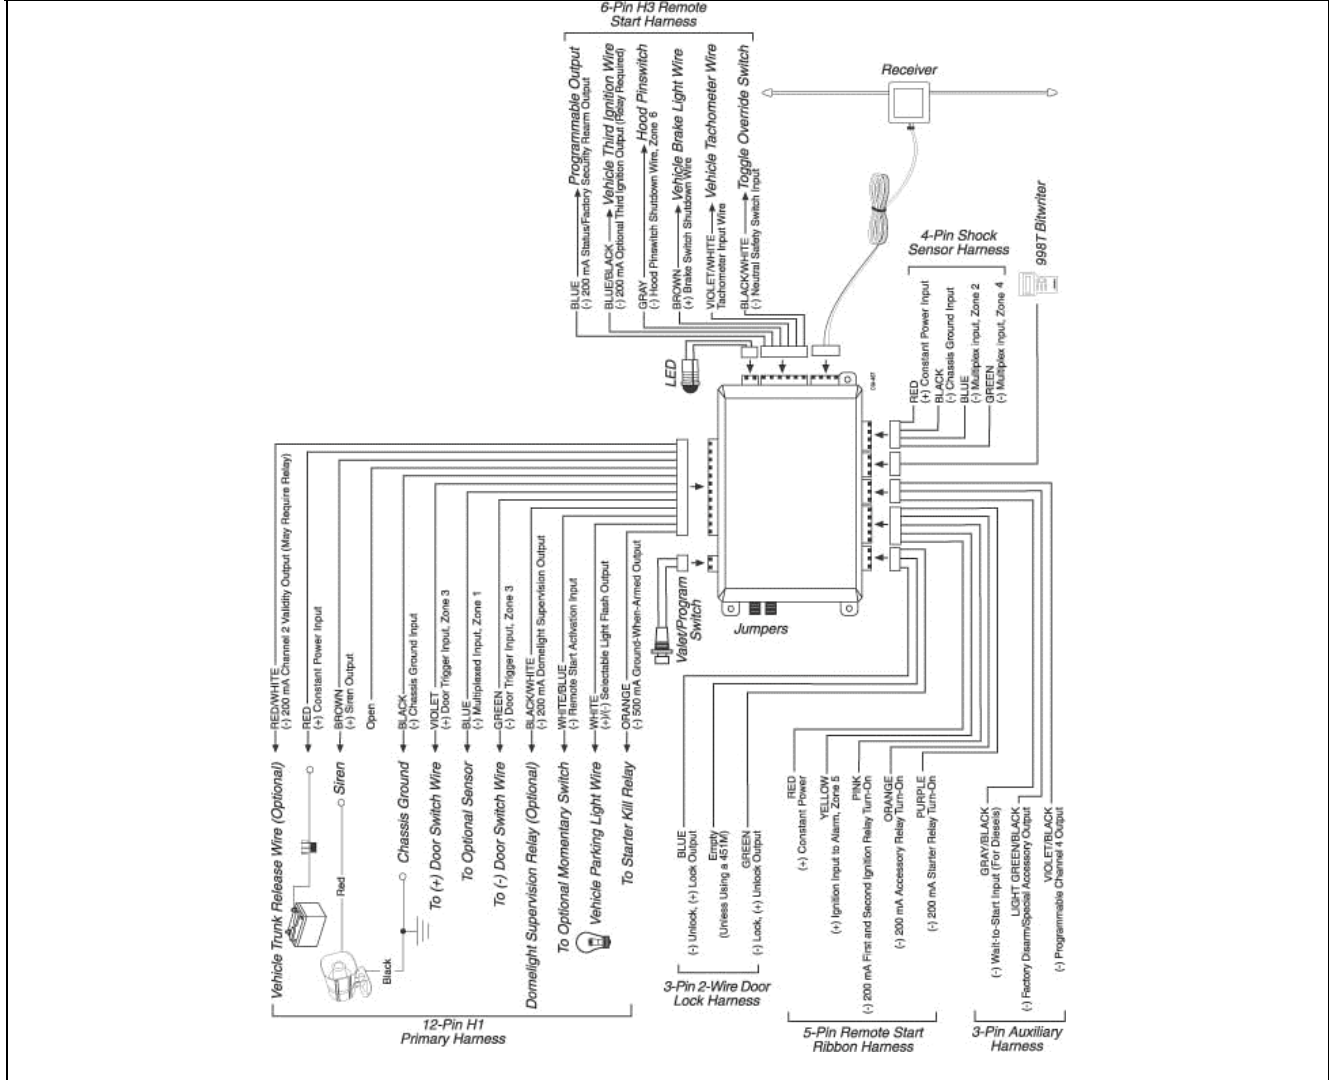 6-Pin H3 Remote
Start Harness
BLUE
Programmable Output
(-) 200 mA Status/Factory Security Rearm Output
BLUE/BLACK
Vehicle Third Ignition Wire
(-) 200 mA Optional Third Ignition Output (Relay Required)
GRAY
Hood Pinswitch
(-) Hood Pinswitch Shutdown Wire, Zone 6
BROWN
Vehicle Brake Light Wire
(+) Brake Switch Shutdown Wire
VIOLET/WHITE
Vehicle Tachometer Wire
Tachometer Input Wire
BLACK/WHITE
Toggle Override Switch
(-) Neutral Safety Switch Input
Receiver
998T Bitwriter
4-Pin Shock
Sensor Harness
RED
(+) Constant Power Input
BLACK
(-) Chassis Ground Input
BLUE
(-) Multiplex input, Zone 2
GREEN
(-) Multiplex input, Zone 4
LED
RED/WHITE
(-) 200 mA Channel 2 Validity Output (May Require Relay)
RED
(+) Constant Power Input
BROWN
(+) Siren Output
Open
BLACK
(-) Chassis Ground Input
VIOLET
(+) Door Trigger Input, Zone 3
BLUE
(-) Multiplexed Input, Zone 1
GREEN
(-) Door Trigger Input, Zone 3
BLACK/WHITE
(-) 200 mA Domelight Supervision Output
WHITE/BLUE
(-) Remote Start Activation Input
WHITE
(+)/(-) Selectable Light Flash Output
ORANGE
(-) 500 mA Ground-When-Armed Output
Valet/Program
Switch
Jumpers
Vehicle Trunk Release Wire (Optional)
Siren
Red
Black
Chassis Ground
To (+) Door Switch Wire
To Optional Sensor
To (-) Door Switch Wire
Domelight Supervision Relay (Optional)
To Optional Momentary Switch
Vehicle Parking Light Wire
To Starter Kill Relay
12-Pin H1
Primary Harness
BLUE
(-) Unlock, (+) Lock Output
Empty
(Unless Using a 451M)
GREEN
(-) Lock, (+) Unlock Output
3-Pin 2-Wire Door
Lock Harness
RED
(+) Constant Power
YELLOW
(+) Ignition Input to Alarm, Zone 5
PINK
(-) 200 mA First and Second Ignition Relay Turn-On
ORANGE
(-) 200 mA Accessory Relay Turn-On
PURPLE
(-) 200 mA Starter Relay Turn-On
5-Pin Remote Start
Ribbon Harness
GRAY/BLACK
(-) Wait-to-Start Input (For Diesels)
LIGHT GREEN/BLACK
(-) Factory Disarm/Special Accessory Output
VIOLET/BLACK
(-) Programmable Channel 4 Output
3-Pin Auxiliary
Harness